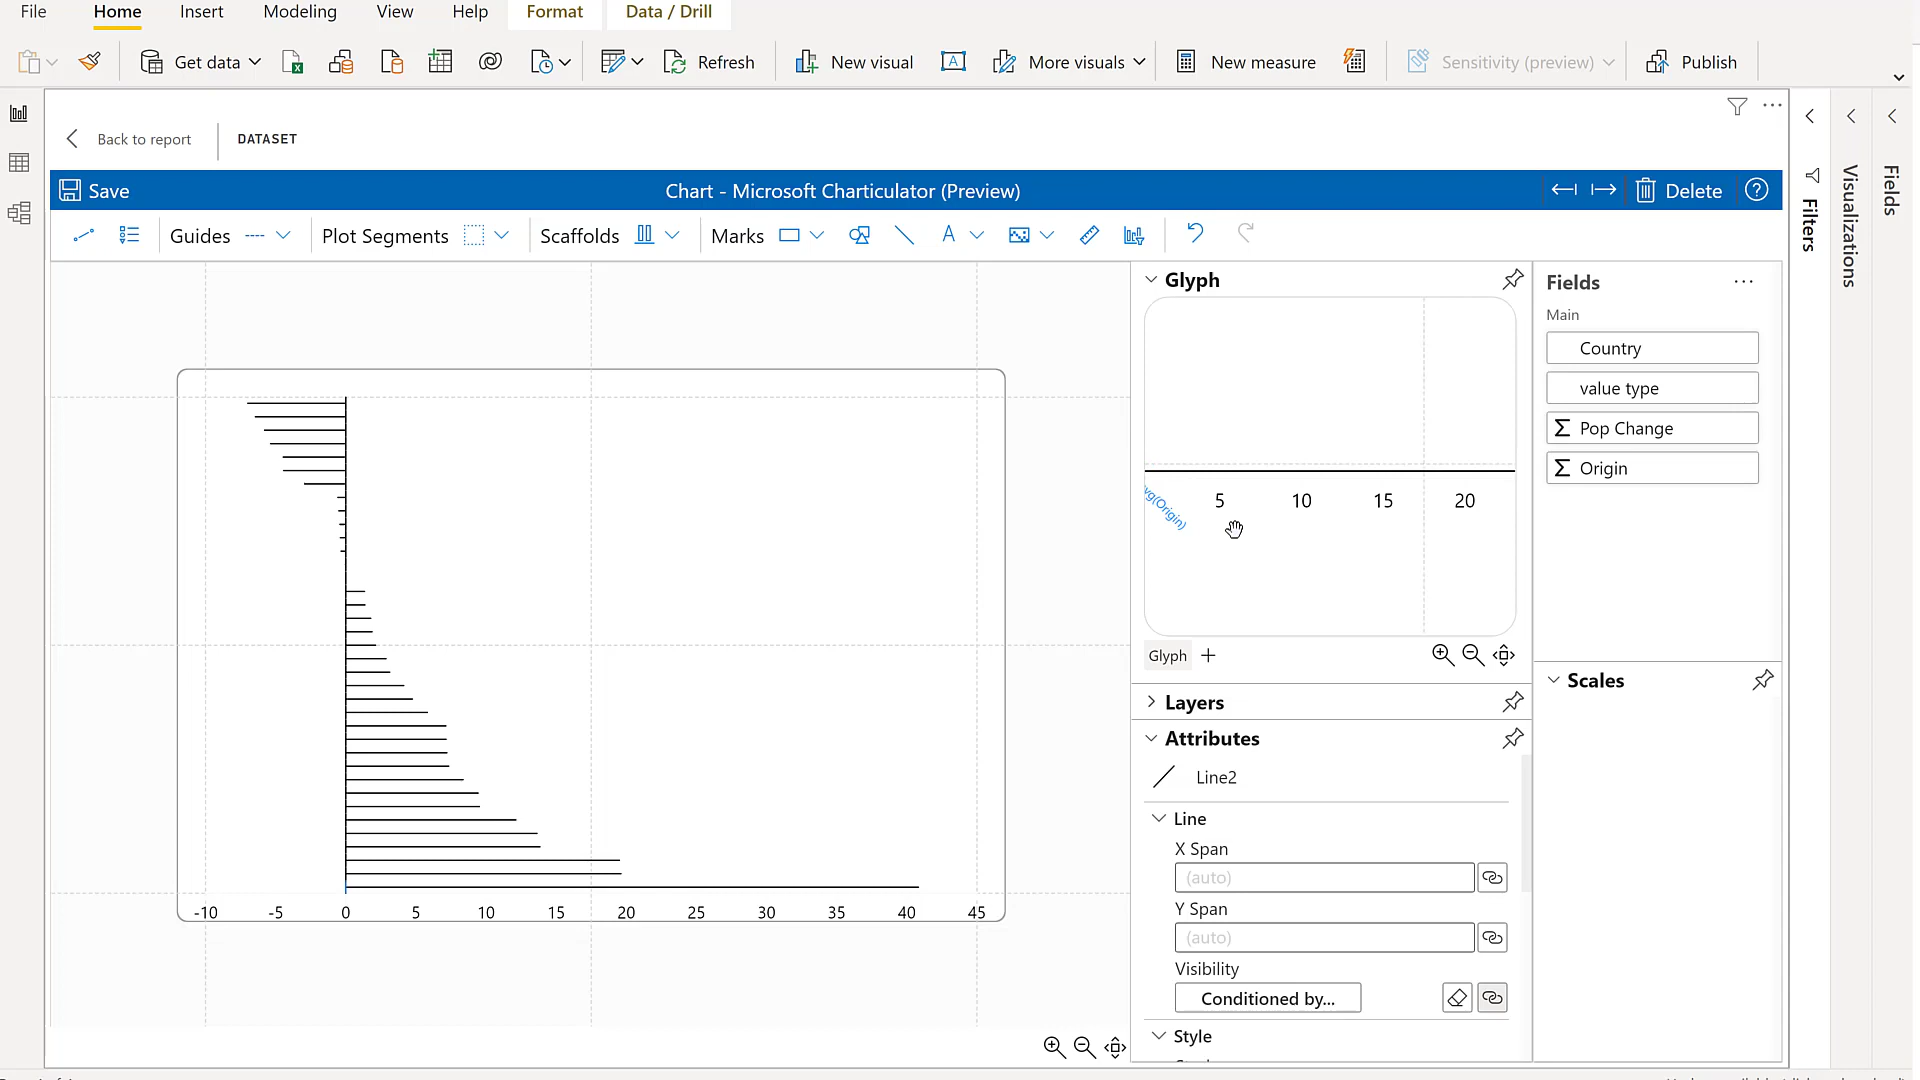 File Home Insert Modeling View Help Format Data / Drill
Get data Refresh New visual More visuals New measure Sensitivity (preview) Publish
Back to report DATASET
Save Chart - Microsoft Charticulator (Preview) Delete
Guides Plot Segments Scaffolds Marks
Glyph
5 10 15 20
(Origin)
Glyph
Layers
Attributes
Line2
Line
X Span
(auto)
Y Span
(auto)
Visibility
Conditioned by...
Style
Fields
Main
Country
value type
Σ Pop Change
Σ Origin
Scales
Filters
Visualizations
Fields
-10 -5 0 5 10 15 20 25 30 35 40 45